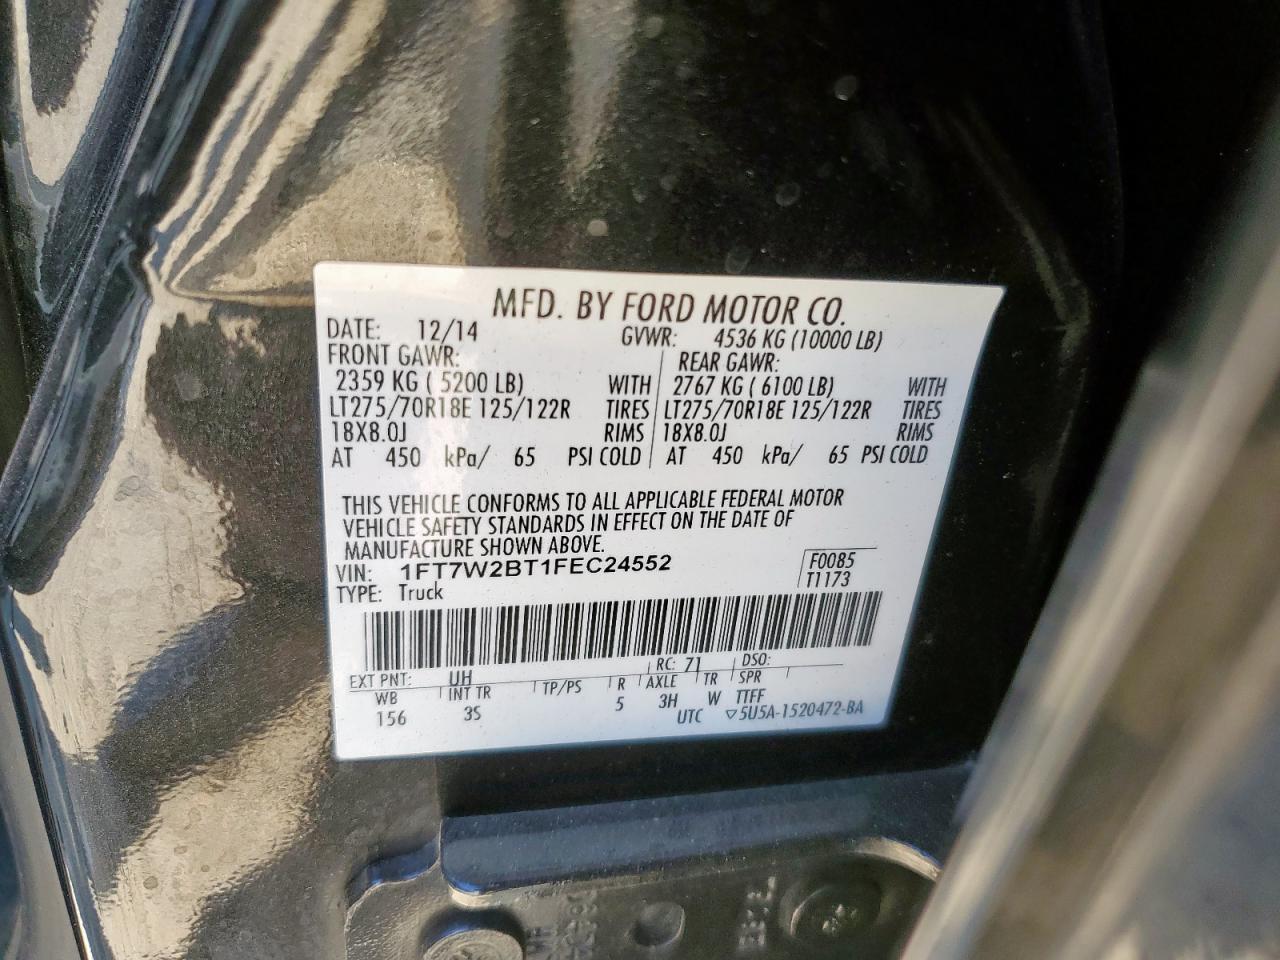 MFD. BY FORD MOTOR CO.
DATE: 12/14 GVWR: 4536 KG (10000 LB)
FRONT GAWR: REAR GAWR:
2359 KG ( 5200 LB) WITH 2767 KG ( 6100 LB) WITH
LT275/70R18E 125/122R TIRES LT275/70R18E 125/122R TIRES
18X8.0J RIMS 18X8.0J RIMS
AT 450 kPa/ 65 PSI COLD AT 450 kPa/ 65 PSI COLD
THIS VEHICLE CONFORMS TO ALL APPLICABLE FEDERAL MOTOR
VEHICLE SAFETY STANDARDS IN EFFECT ON THE DATE OF
MANUFACTURE SHOWN ABOVE.
VIN: 1FT7W2BT1FEC24552 F0085
TYPE: Truck T1173
EXT PNT: UH RC: 71 DSO:
WB INT TR TP/PS R AXLE TR SPR
156 3S 5 3H W TTFF
UTC ▽5U5A-1520472-BA